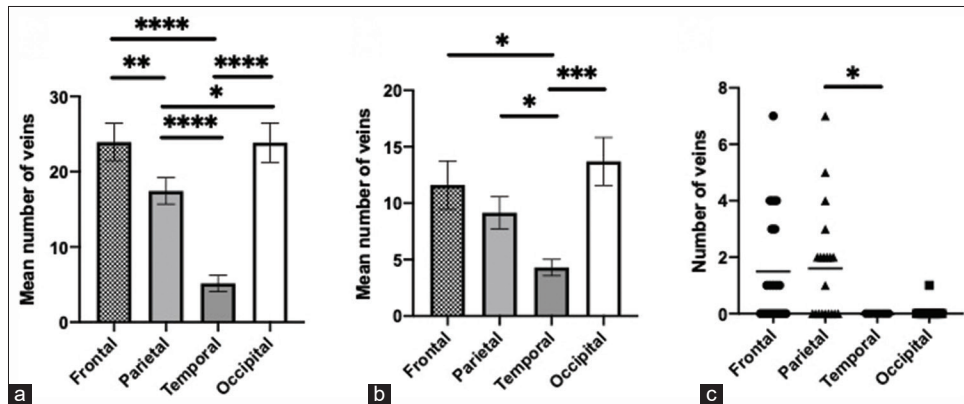 ****
** ****
*
****
Mean number of veins
30
20
10
0
Frontal Parietal Temporal Occipital
a
*
***
*
Mean number of veins
20
15
10
5
0
Frontal Parietal Temporal Occipital
b
*
Number of veins
8
6
4
2
0
Frontal Parietal Temporal Occipital
c